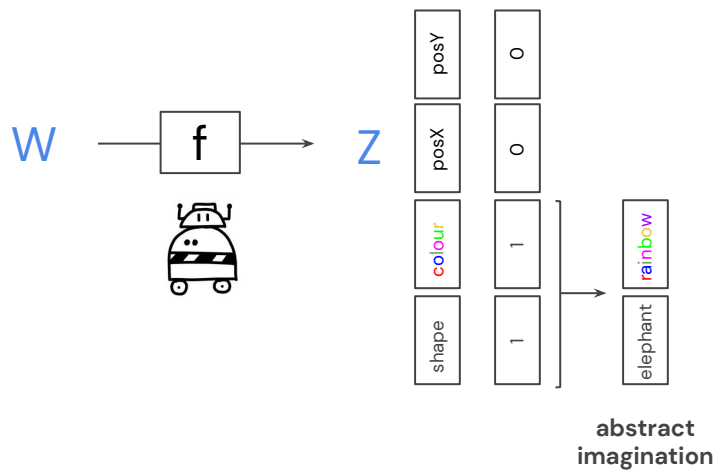 W
f
Z
posY
0
posX
0
colour
1
rainbow
shape
1
elephant
abstract
imagination